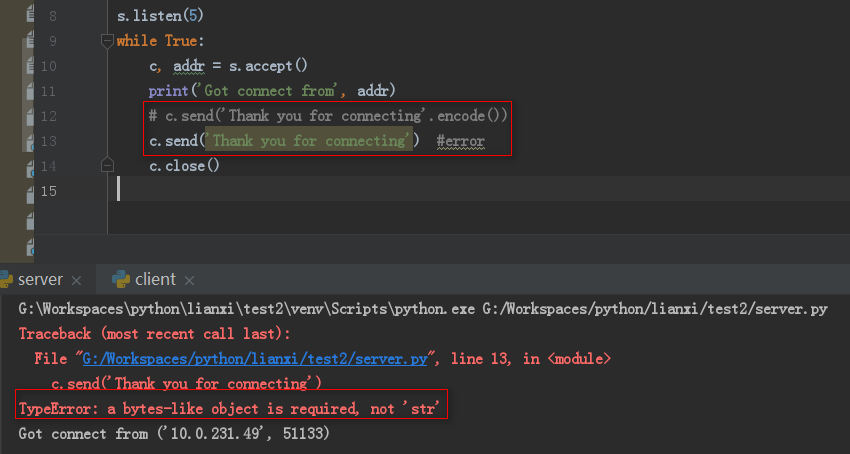 8 s.listen(5)
9 while True:
10 c, addr = s.accept()
11 print('Got connect from', addr)
12 # c.send('Thank you for connecting'.encode())
13 c.send('Thank you for connecting') #error
14 c.close()
15
server × client ×
G:\Workspaces\python\lianxi\test2\venv\Scripts\python.exe G:/Workspaces/python/lianxi/test2/server.py
Traceback (most recent call last):
File "G:/Workspaces/python/lianxi/test2/server.py", line 13, in <module>
c.send('Thank you for connecting')
TypeError: a bytes-like object is required, not 'str'
Got connect from ('10.0.231.49', 51133)